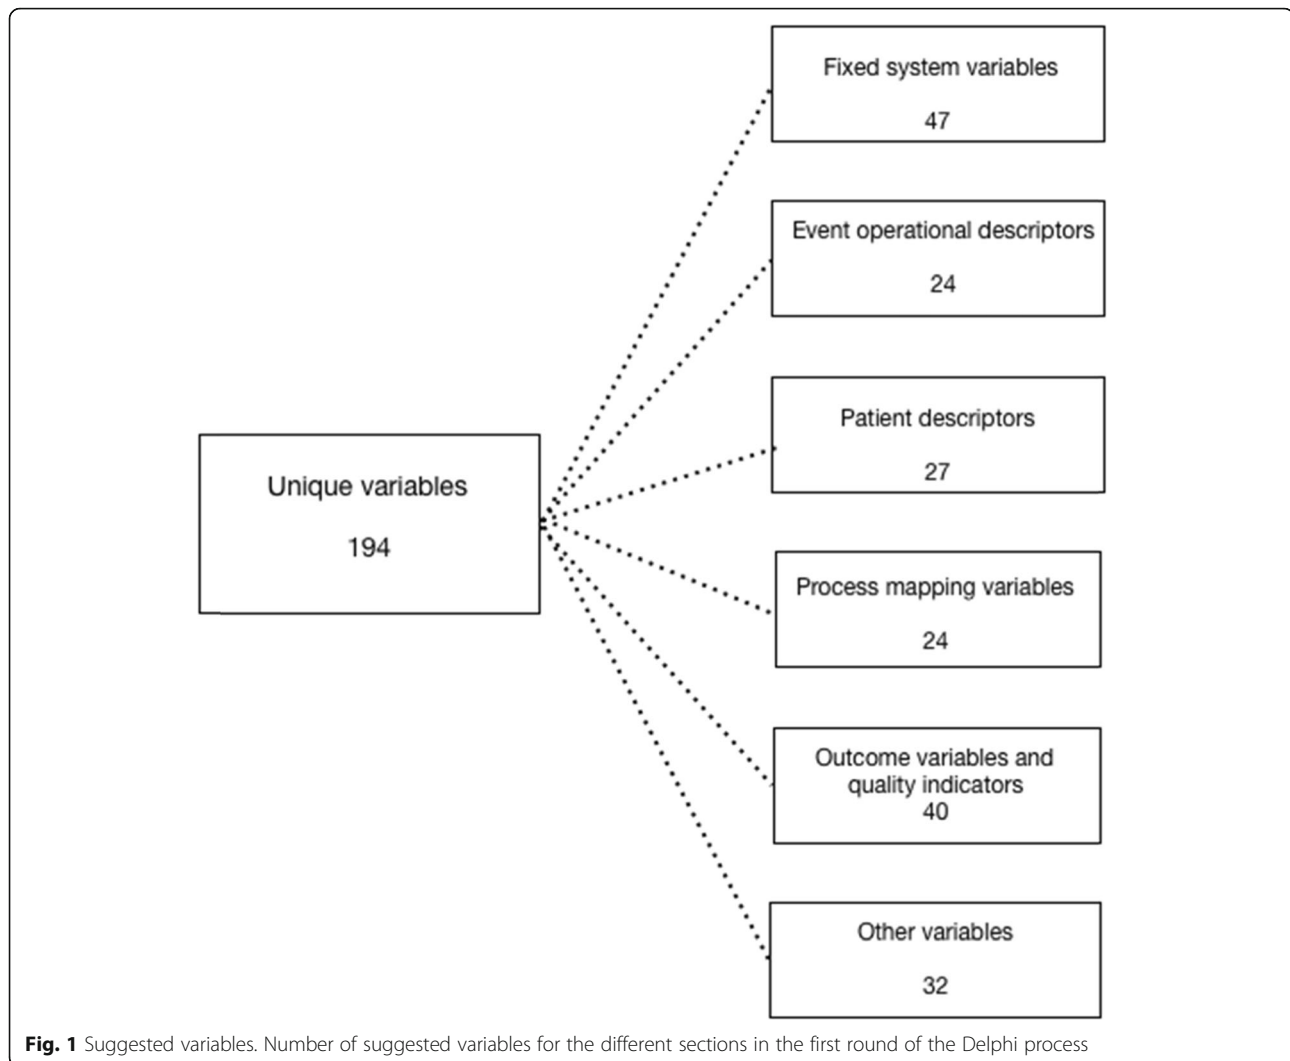 Fixed system variables
47
Event operational descriptors
24
Patient descriptors
27
Unique variables
194
Process mapping variables
24
Outcome variables and
quality indicators
40
Other variables
32
Fig. 1 Suggested variables. Number of suggested variables for the different sections in the first round of the Delphi process